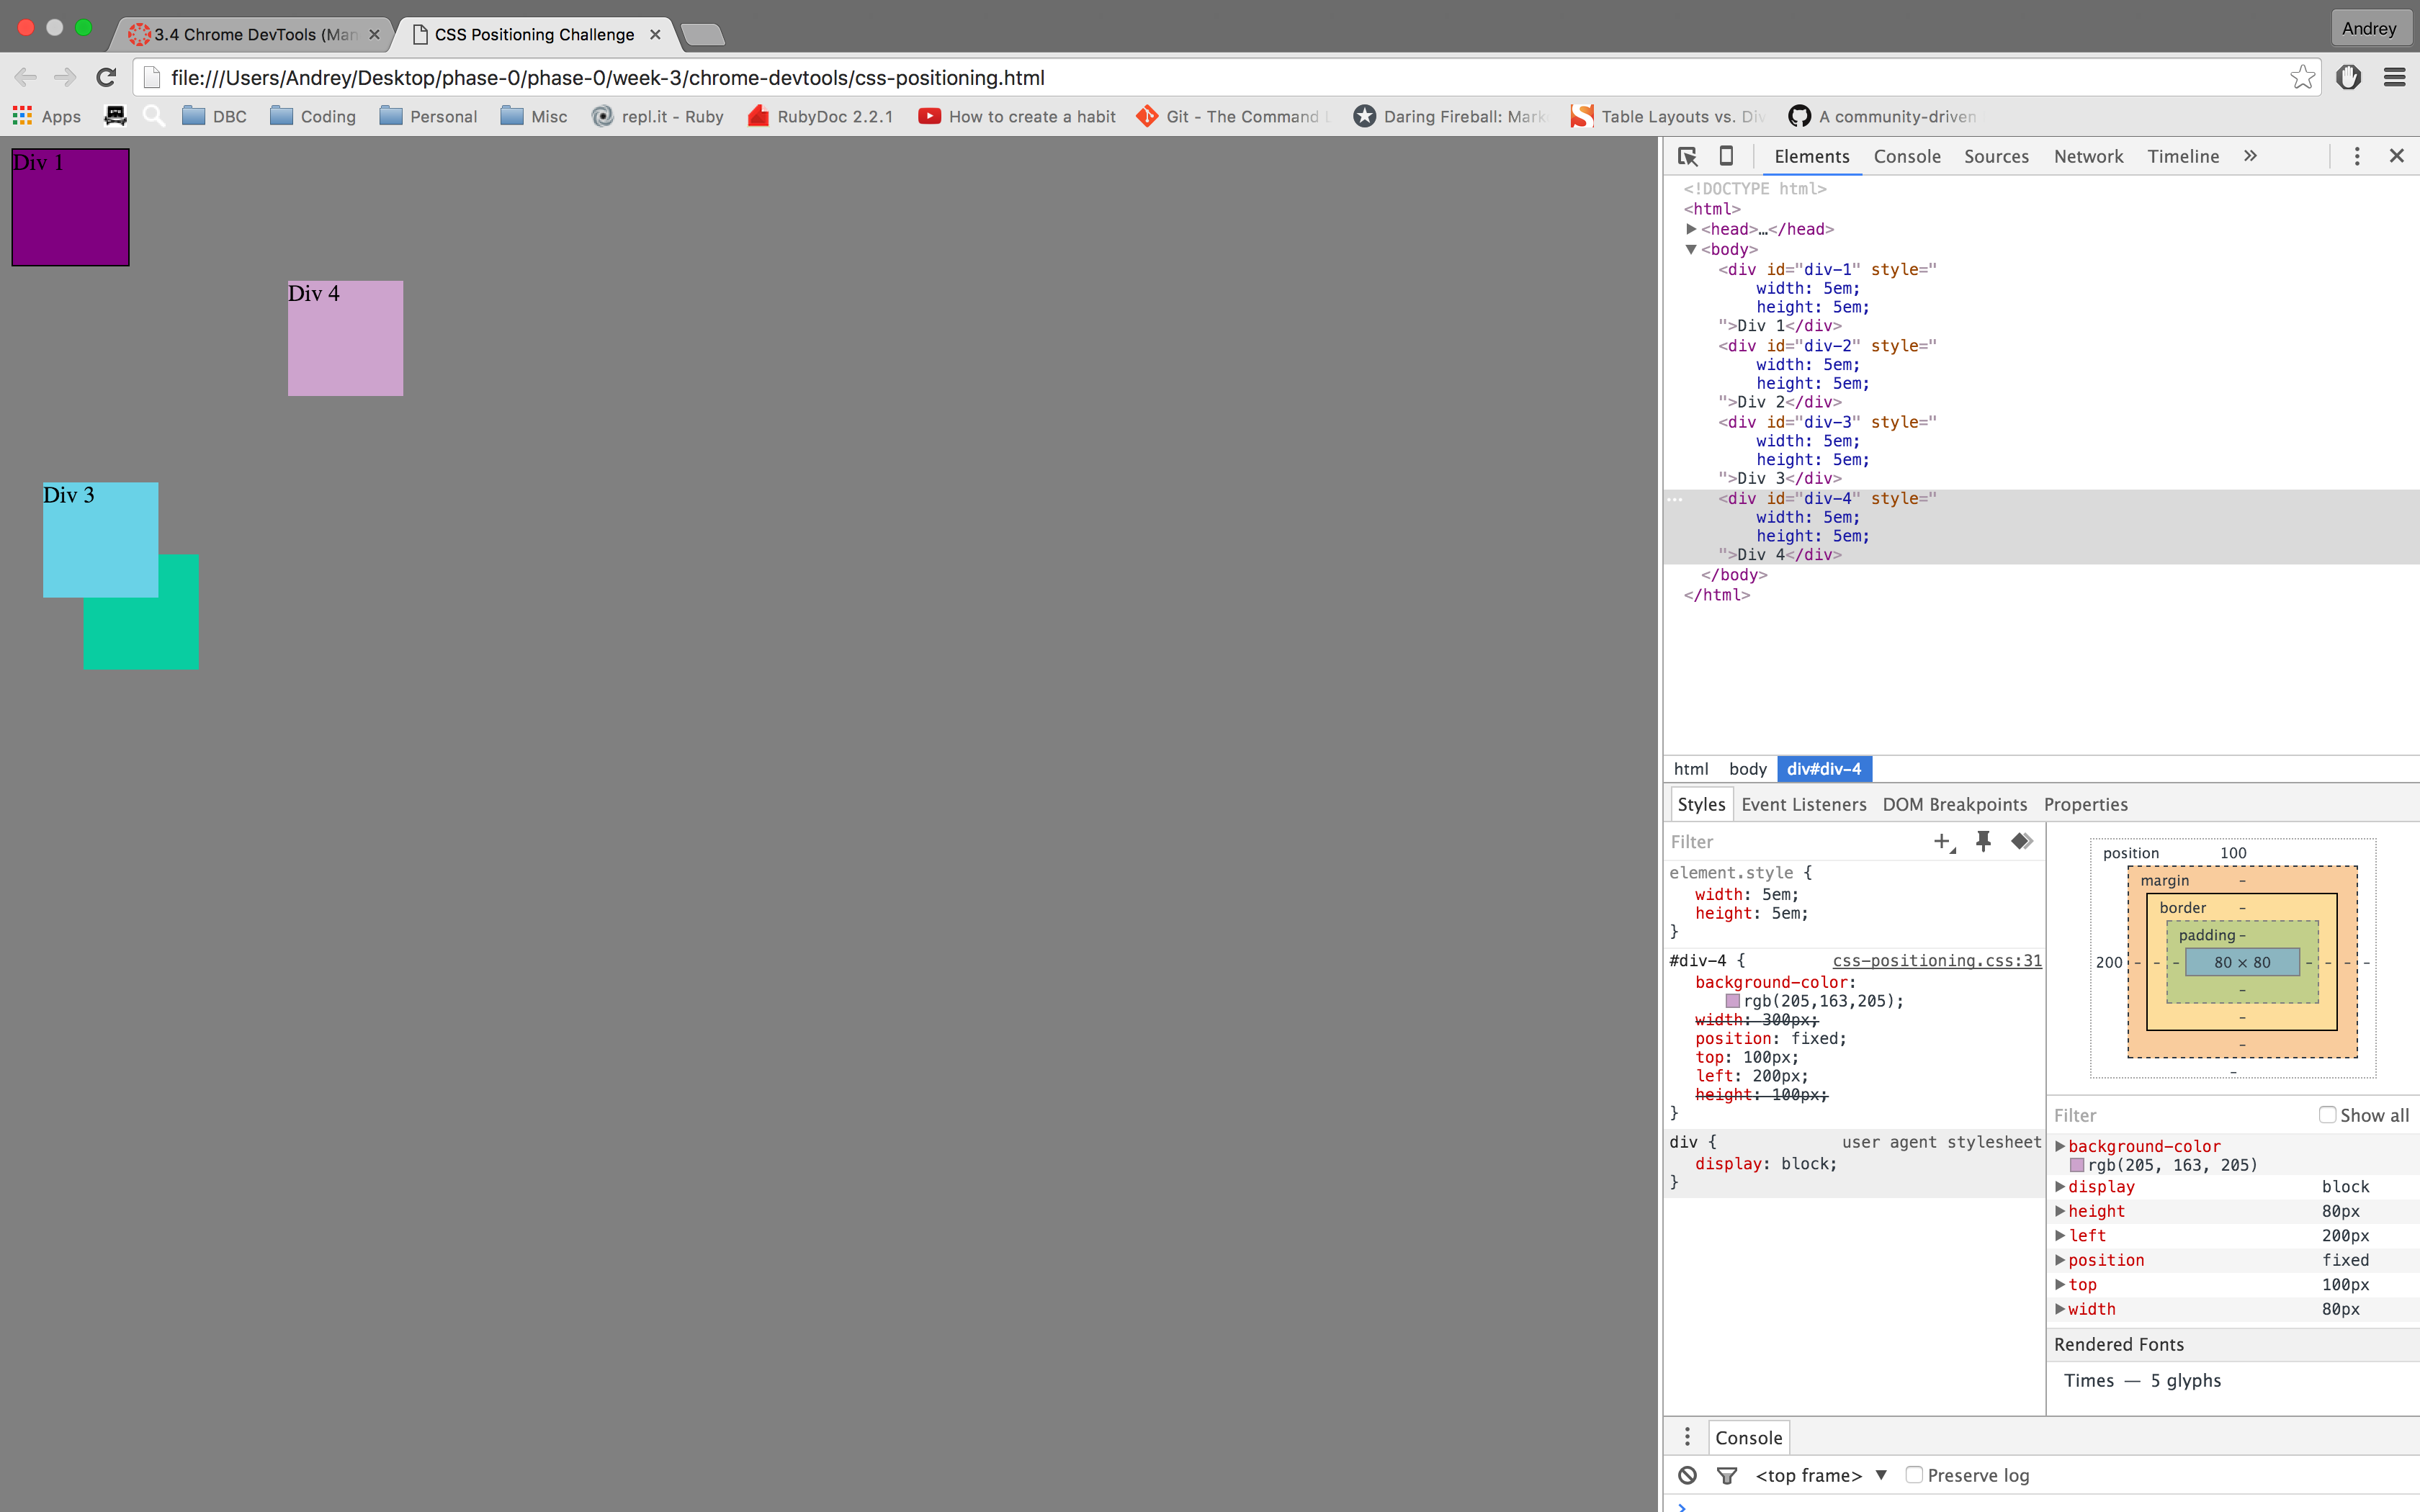 3.4 Chrome DevTools (Man
CSS Positioning Challenge
Andrey
file:///Users/Andrey/Desktop/phase-0/phase-0/week-3/chrome-devtools/css-positioning.html
Apps DBC Coding Personal Misc repl.it - Ruby RubyDoc 2.2.1 How to create a habit Git - The Command Daring Fireball: Mark Table Layouts vs. Div A community-driven
Div 1
Div 4
Div 3
Elements Console Sources Network Timeline »
<!DOCTYPE html>
<html>
<head>…</head>
<body>
<div id="div-1" style="
width: 5em;
height: 5em;
">Div 1</div>
<div id="div-2" style="
width: 5em;
height: 5em;
">Div 2</div>
<div id="div-3" style="
width: 5em;
height: 5em;
">Div 3</div>
<div id="div-4" style="
width: 5em;
height: 5em;
">Div 4</div>
</body>
</html>
html body div#div-4
Styles Event Listeners DOM Breakpoints Properties
Filter
element.style {
width: 5em;
height: 5em;
}
#div-4 { css-positioning.css:31
background-color:
rgb(205,163,205);
width: 300px;
position: fixed;
top: 100px;
left: 200px;
height: 100px;
}
div { user agent stylesheet
display: block;
}
position 100
margin -
border -
padding -
200 - - - 80 × 80 - - - -
-
-
-
-
Filter Show all
background-color
rgb(205, 163, 205)
display block
height 80px
left 200px
position fixed
top 100px
width 80px
Rendered Fonts
Times — 5 glyphs
Console
<top frame> ▼ Preserve log